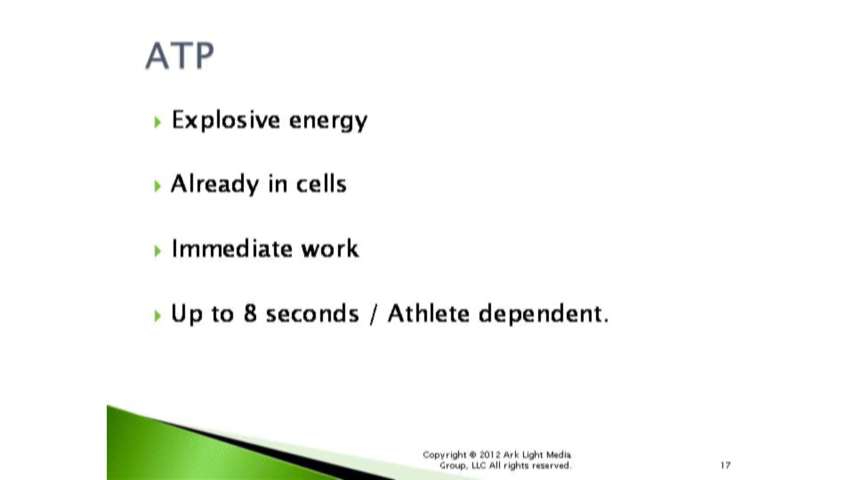 ATP
Explosive energy
Already in cells
Immediate work
Up to 8 seconds / Athlete dependent.
Copyright © 2012 Ark Light Media
Group, LLC All rights reserved.
17